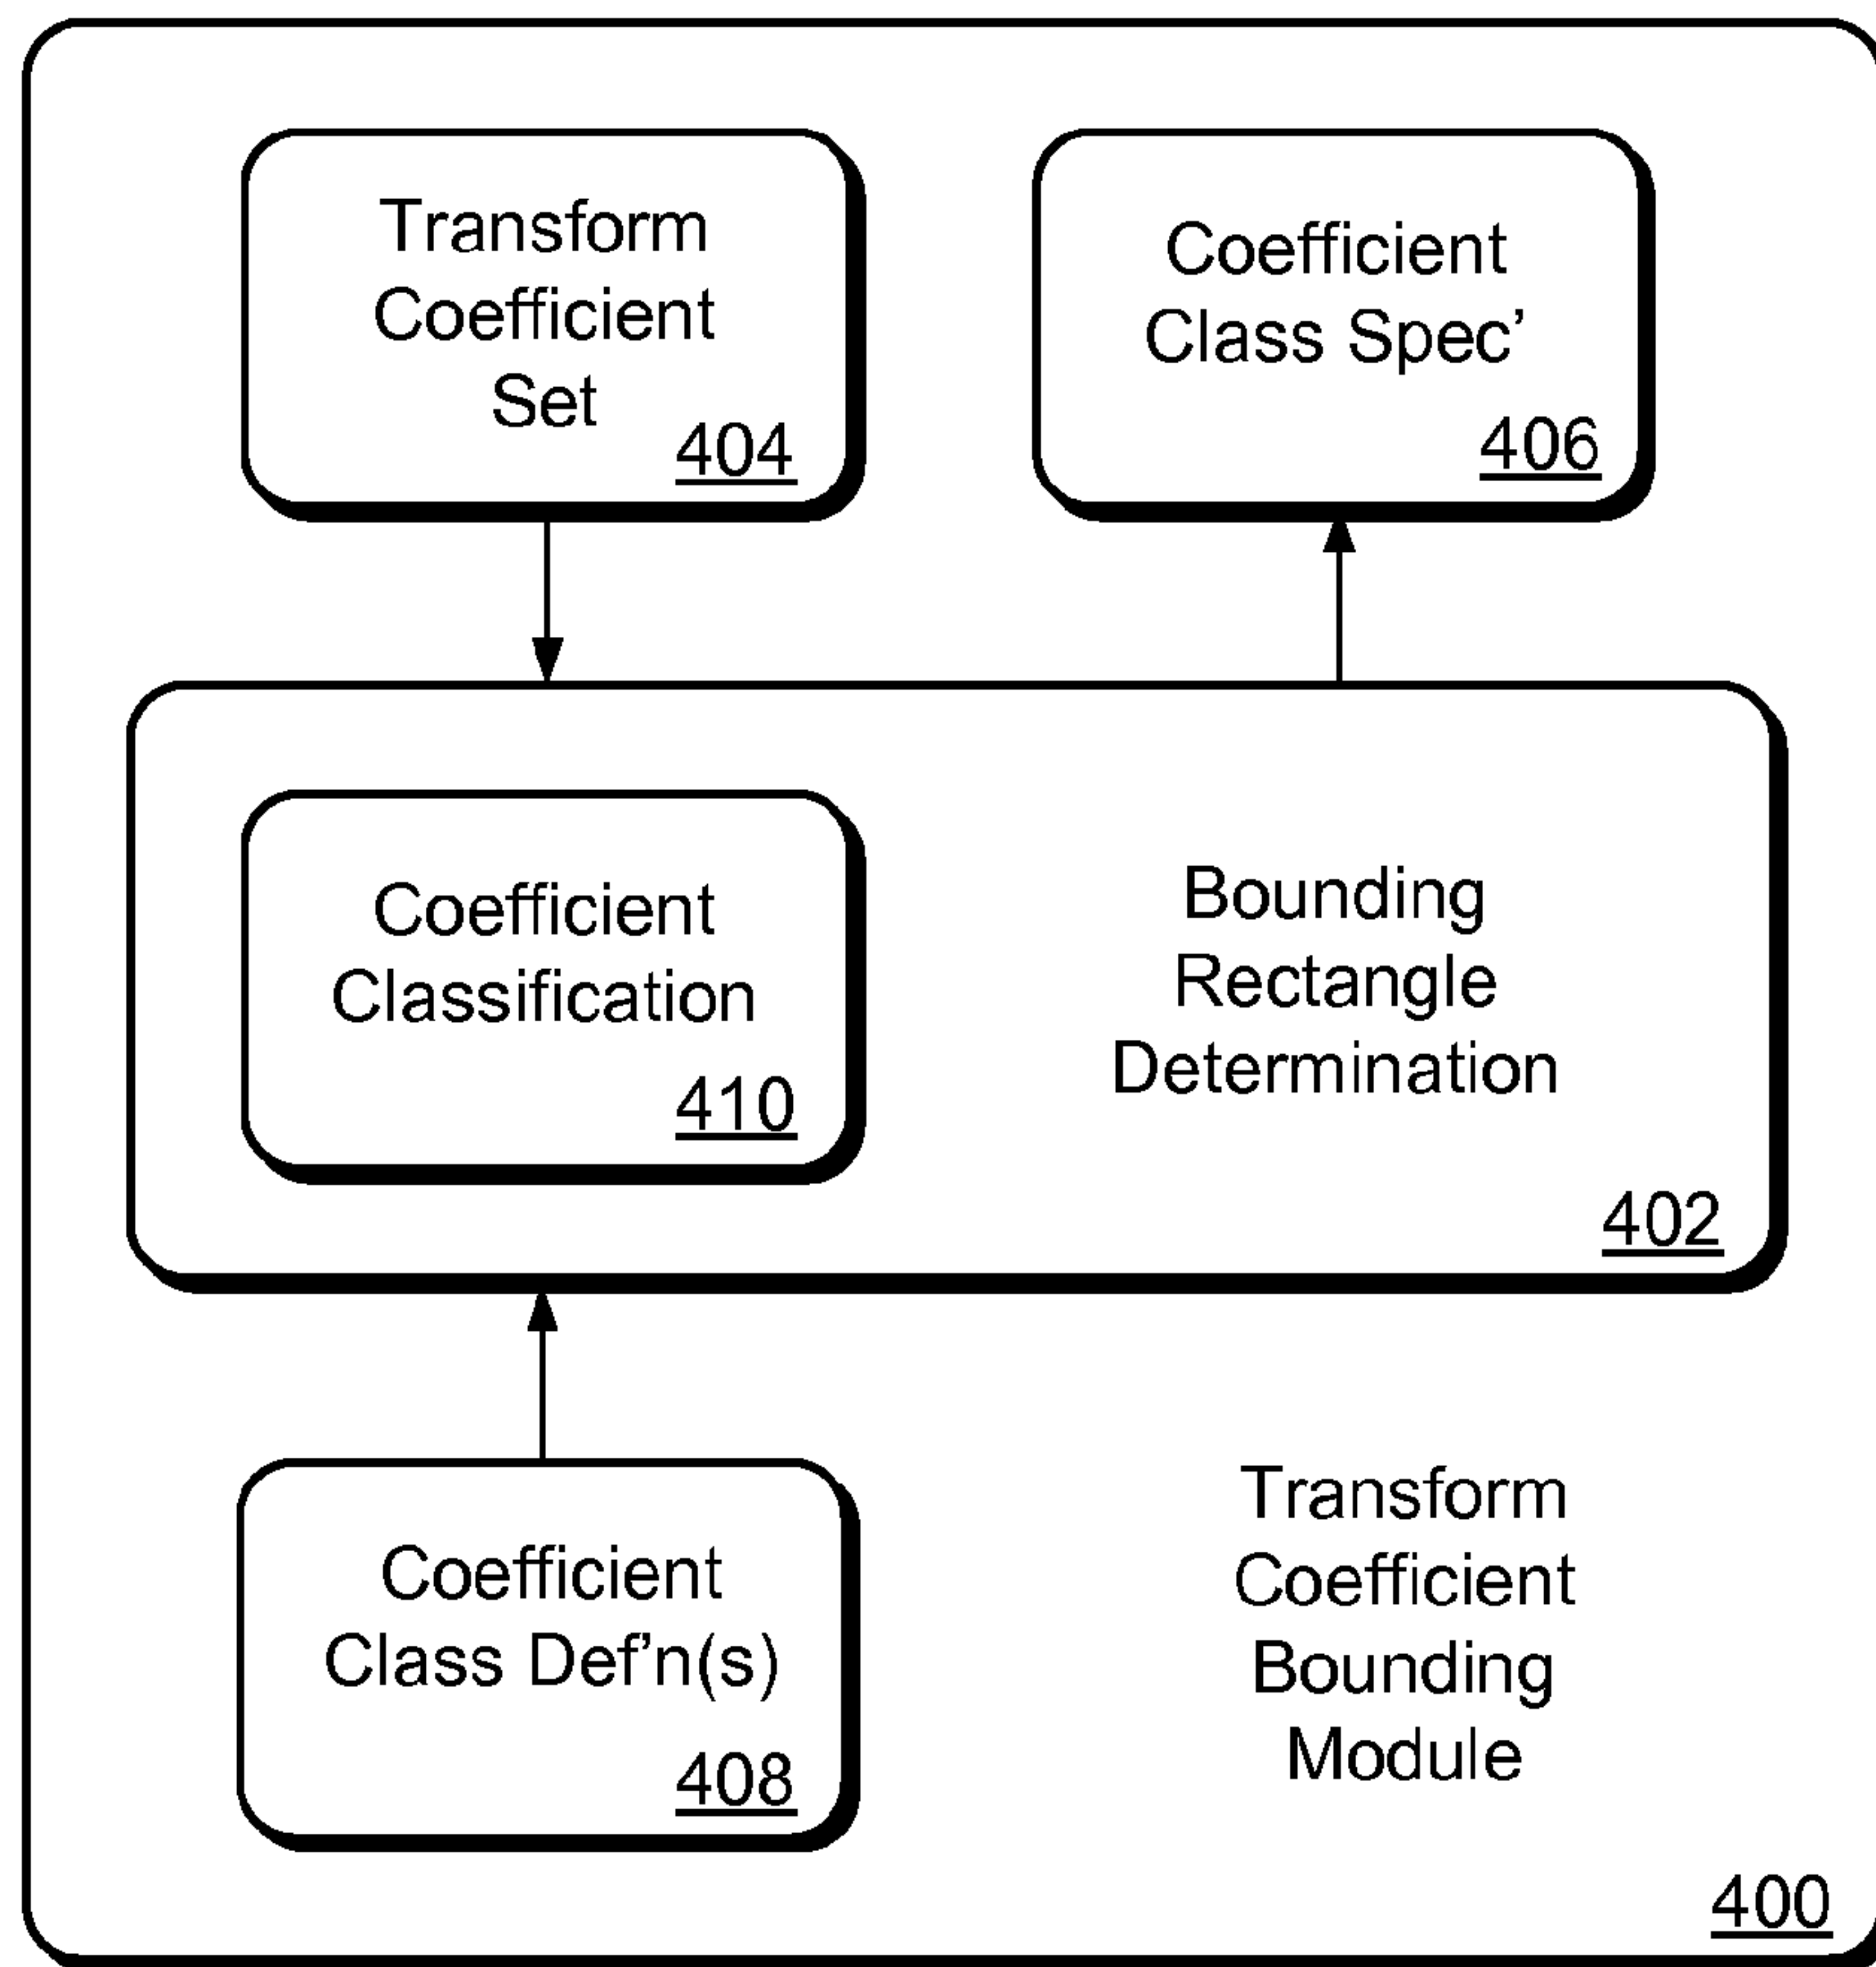 Transform
Coefficient
Set
404
Coefficient
Class Spec’
406
Coefficient
Classification
410
Bounding
Rectangle
Determination
402
Coefficient
Class Def'n(s)
408
Transform
Coefficient
Bounding
Module
400